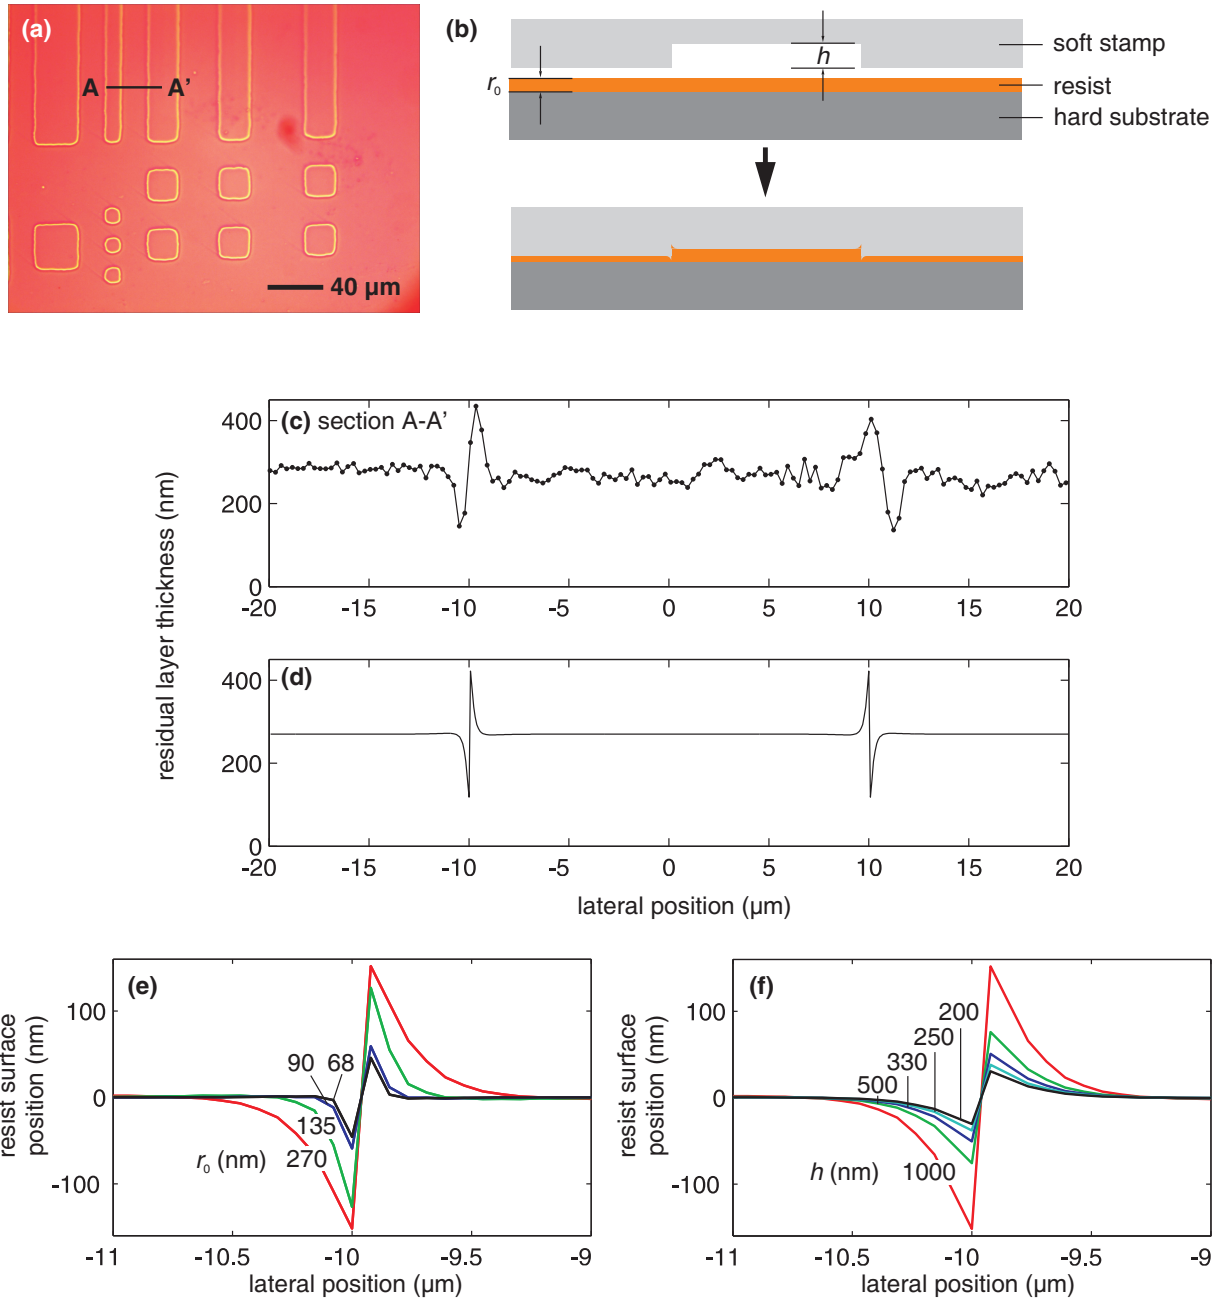 (a)
A A'
40 µm
(b)
h
r₀
soft stamp
resist
hard substrate
residual layer thickness (nm)
(c) section A-A'
400
200
0
-20 -15 -10 -5 0 5 10 15 20
(d)
400
200
0
-20 -15 -10 -5 0 5 10 15 20
lateral position (µm)
(e)
resist surface
position (nm)
100
0
-100
90 68
135
r₀ (nm) 270
-11 -10.5 -10 -9.5 -9
lateral position (µm)
(f)
resist surface
position (nm)
100
0
-100
200
250
330
500
h (nm) 1000
-11 -10.5 -10 -9.5 -9
lateral position (µm)